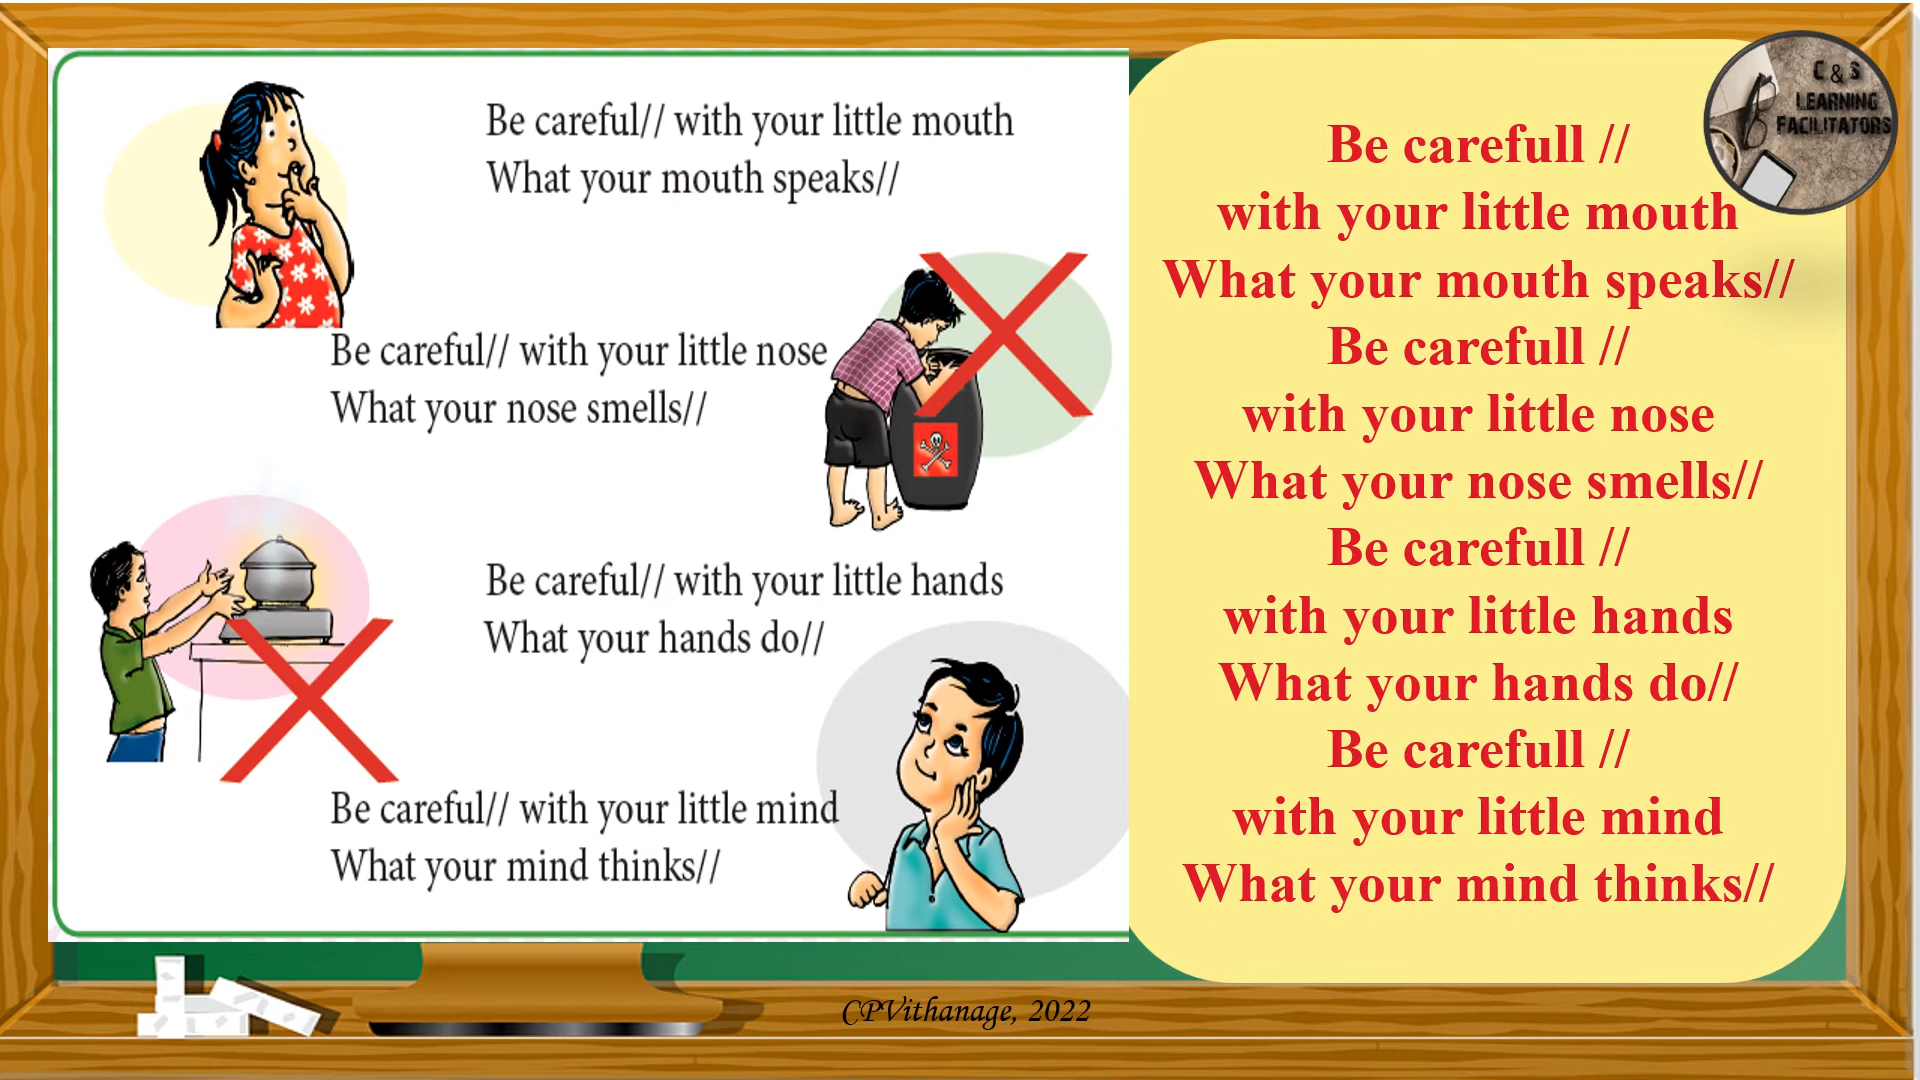 Be careful// with your little mouth
What your mouth speaks//
Be careful// with your little nose
What your nose smells//
Be careful// with your little hands
What your hands do//
Be careful// with your little mind
What your mind thinks//
Be carefull //
with your little mouth
What your mouth speaks//
Be carefull //
with your little nose
What your nose smells//
Be carefull //
with your little hands
What your hands do//
Be carefull //
with your little mind
What your mind thinks//
C & S
LEARNING
FACILITATORS
CPVithanage, 2022